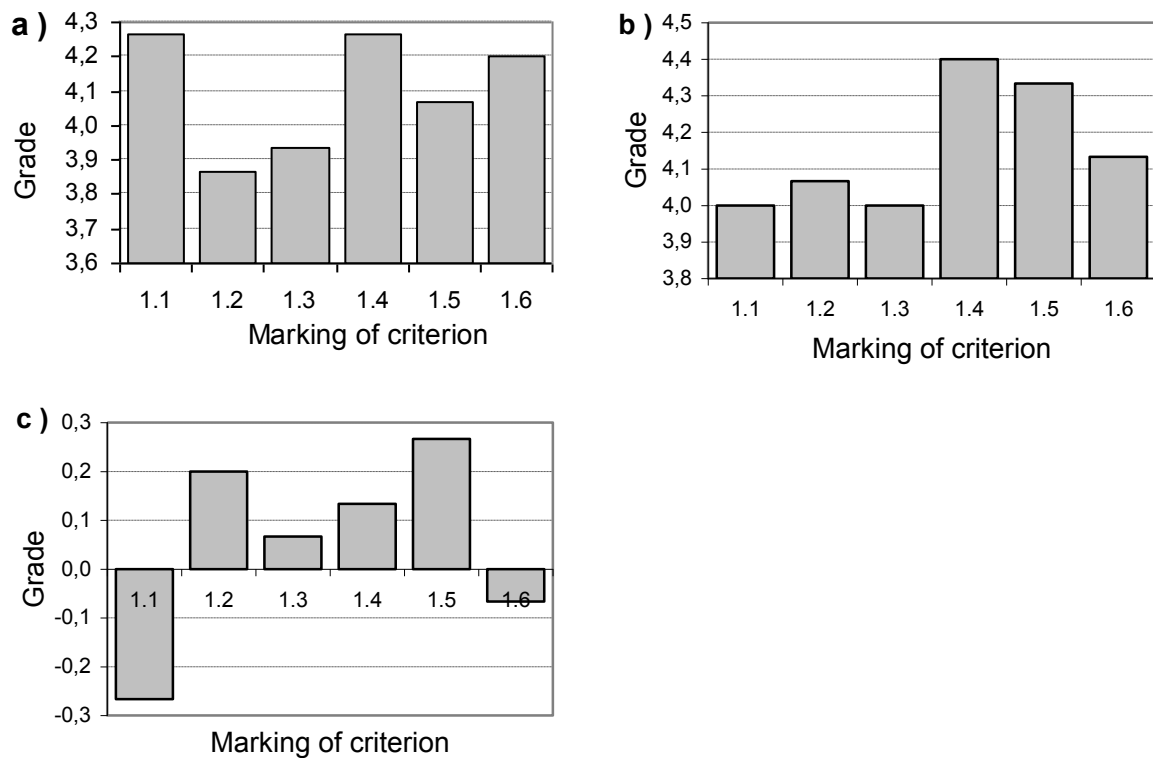 a )
4,3
4,2
4,1
4,0
3,9
3,8
3,7
3,6
Grade
1.1 1.2 1.3 1.4 1.5 1.6
Marking of criterion
b )
4,5
4,4
4,3
4,2
4,1
4,0
3,9
3,8
Grade
1.1 1.2 1.3 1.4 1.5 1.6
Marking of criterion
c )
0,3
0,2
0,1
0,0
-0,1
-0,2
-0,3
Grade
1.1 1.2 1.3 1.4 1.5 1.6
Marking of criterion